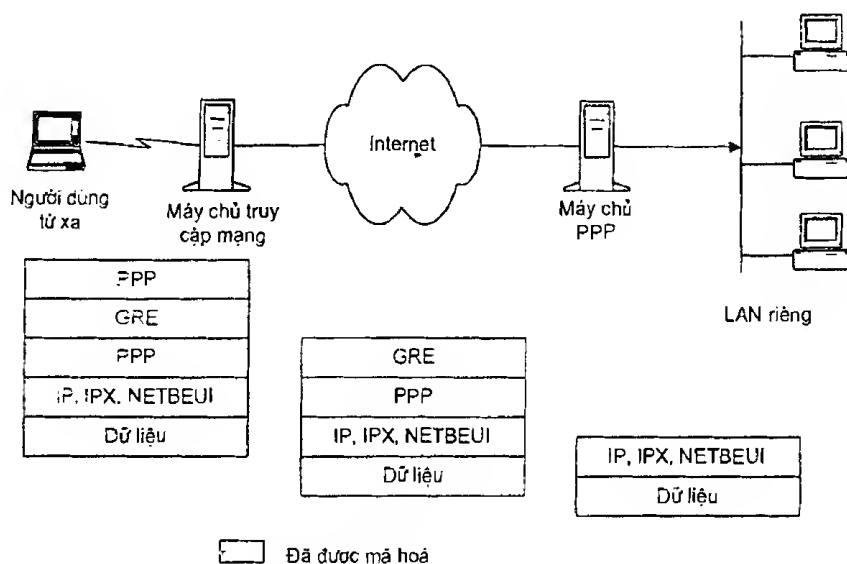 Internet
Người dùng
từ xa
Máy chủ truy
cập mạng
Máy chủ
PPP
LAN riêng
PPP
GRE
PPP
IP, IPX, NETBEUI
Dữ liệu
GRE
PPP
IP, IPX, NETBEUI
Dữ liệu
IP, IPX, NETBEUI
Dữ liệu
Đã được mã hoá